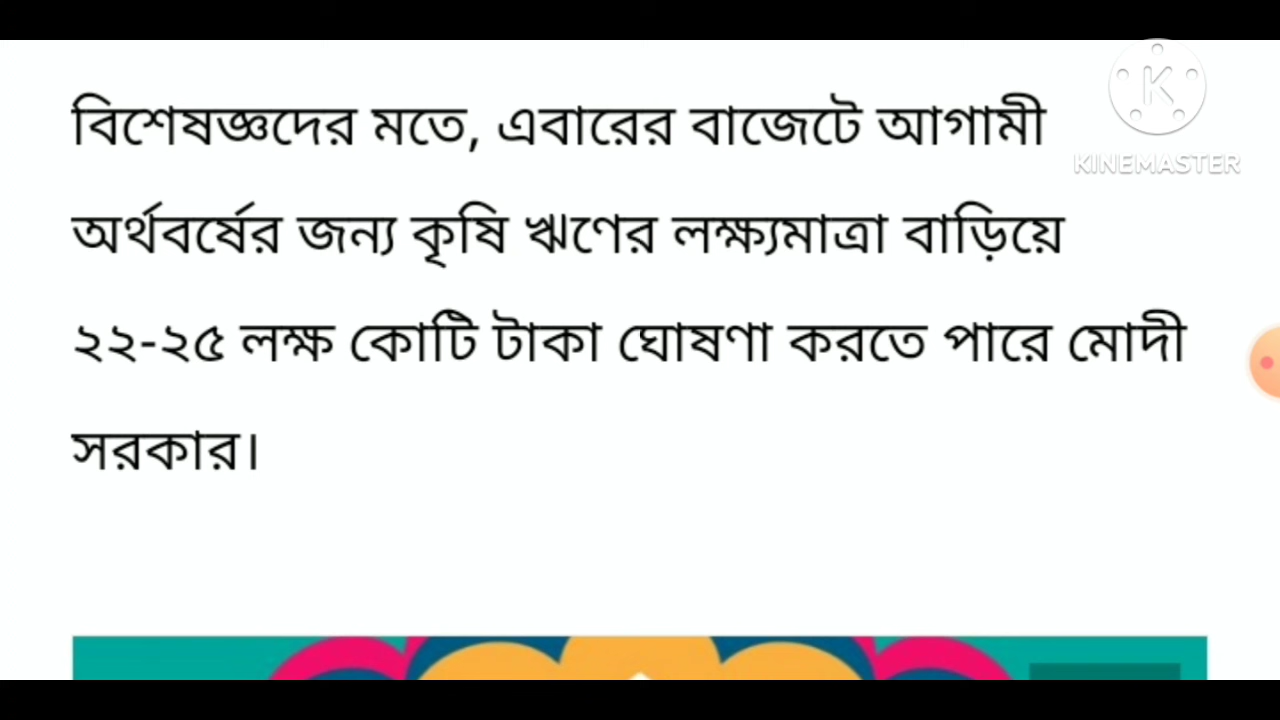 বিশেষজ্ঞদের মতে, এবারের বাজেটে আগামী
অর্থবর্ষের জন্য কৃষি ঋণের লক্ষ্যমাত্রা বাড়িয়ে
২২-২৫ লক্ষ কোটি টাকা ঘোষণা করতে পারে মোদী
সরকার।
K
KINEMASTER